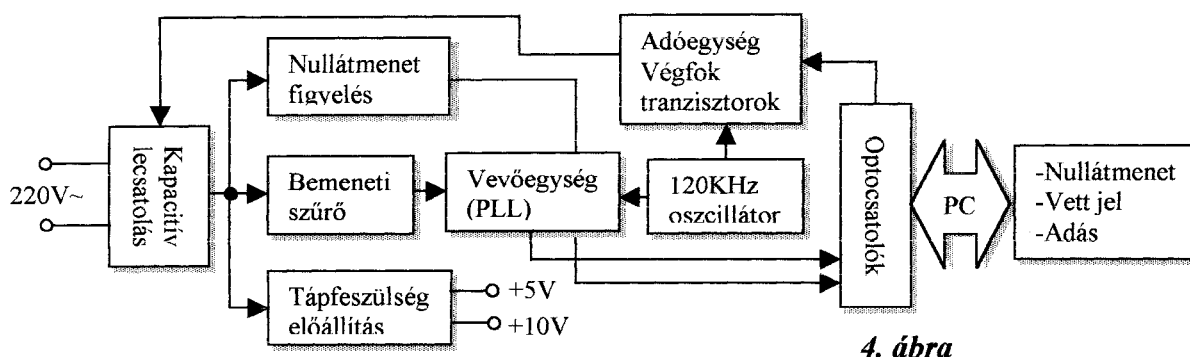 Nullátmenet
figyelés
Adóegység
Végfok
tranzisztorok
220V~
Kapacitív
lecsatolás
Bemeneti
szűrő
Vevőegység
(PLL)
120KHz
oszcillátor
Optocsatolók
PC
-Nullátmenet
-Vett jel
-Adás
Tápfeszülség
előállítás
+5V
+10V
4. ábra